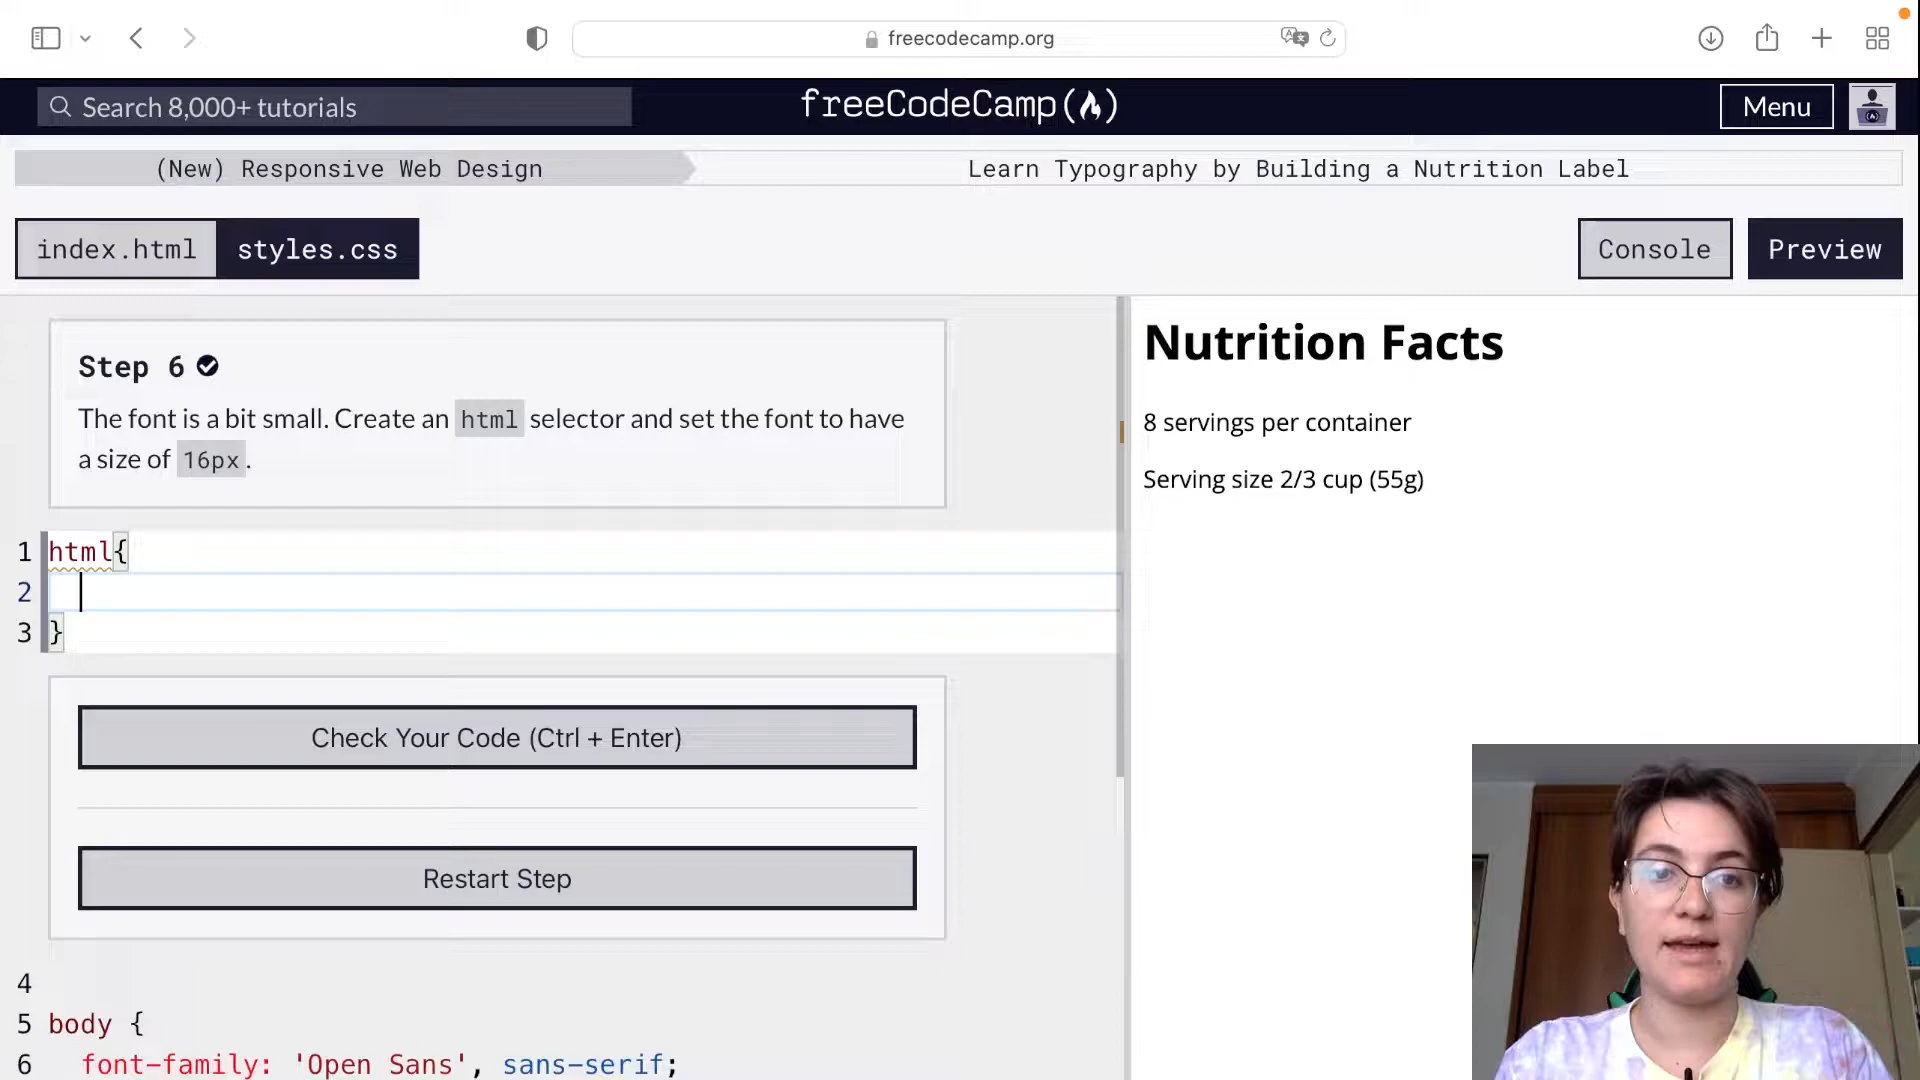 freecodecamp.org
Search 8,000+ tutorials
freeCodeCamp
Menu
(New) Responsive Web Design
Learn Typography by Building a Nutrition Label
index.html
styles.css
Console
Preview
Step 6
The font is a bit small. Create an html selector and set the font to have
a size of 16px.
1 html{
2
3 }
Check Your Code (Ctrl + Enter)
Restart Step
4
5 body {
6 font-family: 'Open Sans', sans-serif;
Nutrition Facts
8 servings per container
Serving size 2/3 cup (55g)